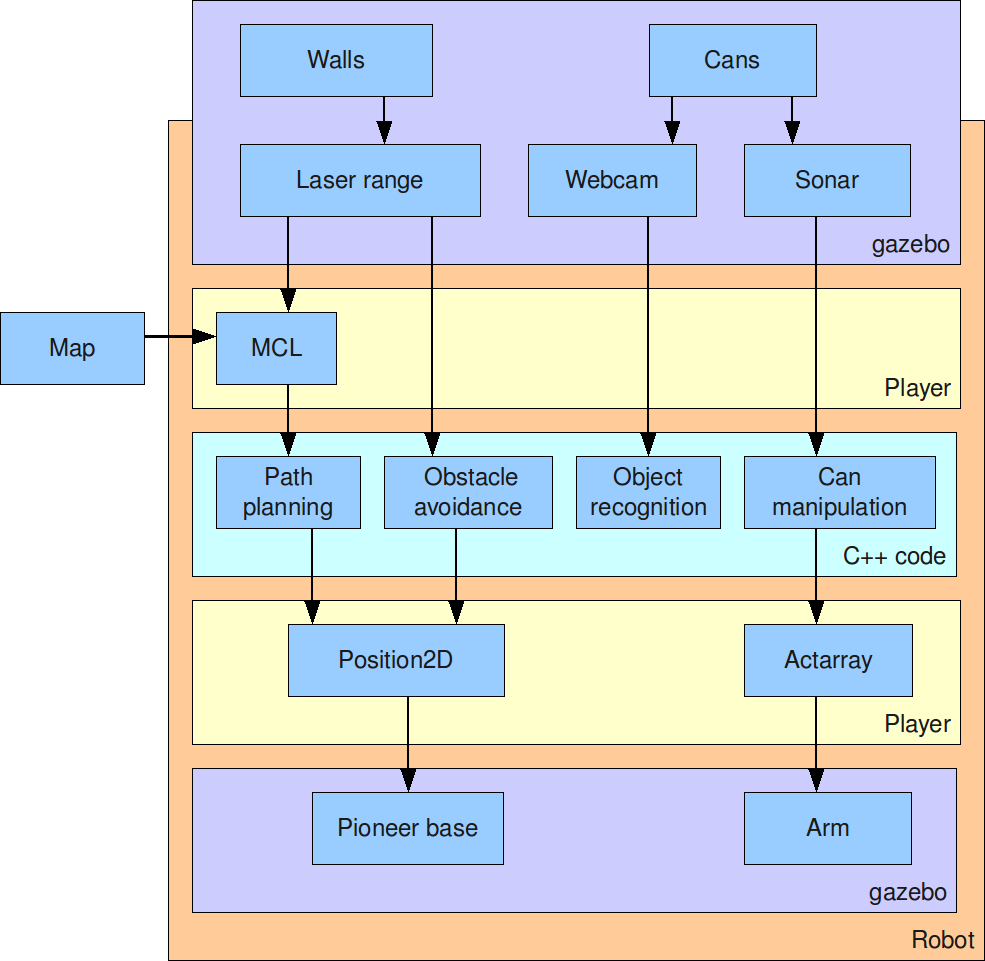 Walls
Cans
Laser range
Webcam
Sonar
gazebo
Map
MCL
Player
Path
planning
Obstacle
avoidance
Object
recognition
Can
manipulation
C++ code
Position2D
Actarray
Player
Pioneer base
Arm
gazebo
Robot